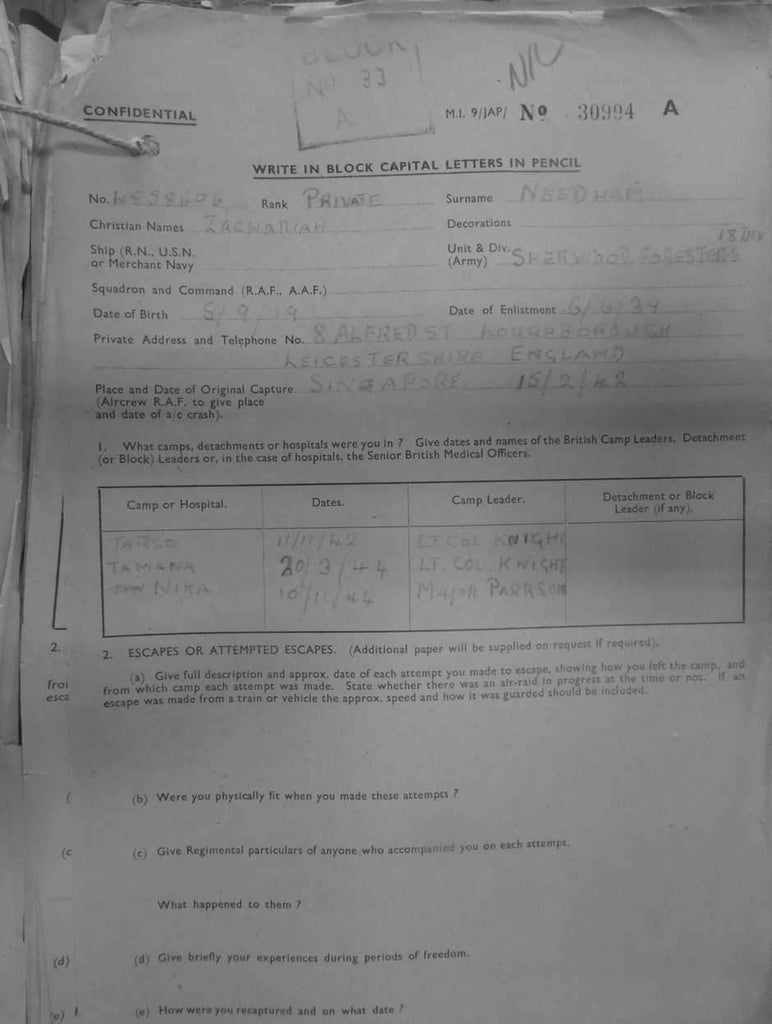 BLOCK
No 33
A
NIL
CONFIDENTIAL
M.I. 9/JAP/ No 30994 A
WRITE IN BLOCK CAPITAL LETTERS IN PENCIL
No. 4858696 Rank PRIVATE Surname NEEDHAM
Christian Names ZACHARIAH Decorations
18 DIV
Ship (R.N., U.S.N. or Merchant Navy
Unit & Div. (Army) SHERWOOD FORESTERS
Squadron and Command (R.A.F., A.A.F.)
Date of Birth 5/9/19 Date of Enlistment 6/6/34
Private Address and Telephone No. 8 ALFRED ST. LOUGHBOROUGH
LEICESTERSHIRE ENGLAND
Place and Date of Original Capture SINGAPORE. 15/2/42
(Aircrew R.A.F. to give place
and date of a/c crash).
1. What camps, detachments or hospitals were you in ? Give dates and names of the British Camp Leaders, Detachment
(or Block) Leaders or, in the case of hospitals, the Senior British Medical Officers.
Camp or Hospital. Dates. Camp Leader. Detachment or Block Leader (if any).
TARSO 11/11/42 LT COL KNIGHT
TAMANA 20/3/44 LT. COL. KNIGHT
NIKA 10/11/44 MAJOR
2.
2. ESCAPES OR ATTEMPTED ESCAPES. (Additional paper will be supplied on request if required).
(a) Give full description and approx. date of each attempt you made to escape, showing how you left the camp, and
from which camp each attempt was made. State whether there was an air-raid in progress at the time or not. If an
escape was made from a train or vehicle the approx. speed and how it was guarded should be included.
(b) Were you physically fit when you made these attempts ?
(c (c) Give Regimental particulars of anyone who accompanied you on each attempt.
What happened to them ?
(d) (d) Give briefly your experiences during periods of freedom.
(e) (e) How were you recaptured and on what date ?